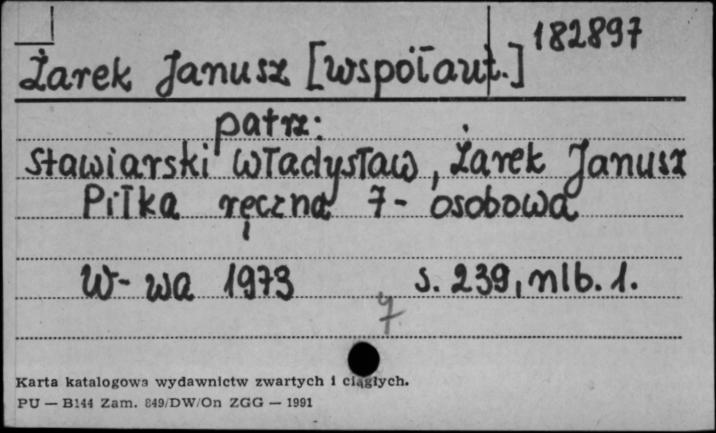 182897
Żarek Janusz [współaut.]
patrz:
Stawiarski Władysław, Żarek Janusz
Piłka ręczna 7-osobowa
W-wa 1973 s. 239, nlb. 1.
7
Karta katalogowa wydawnictw zwartych i ciągłych.
PU — B144 Zam. 849/DW/On ZGG — 1991